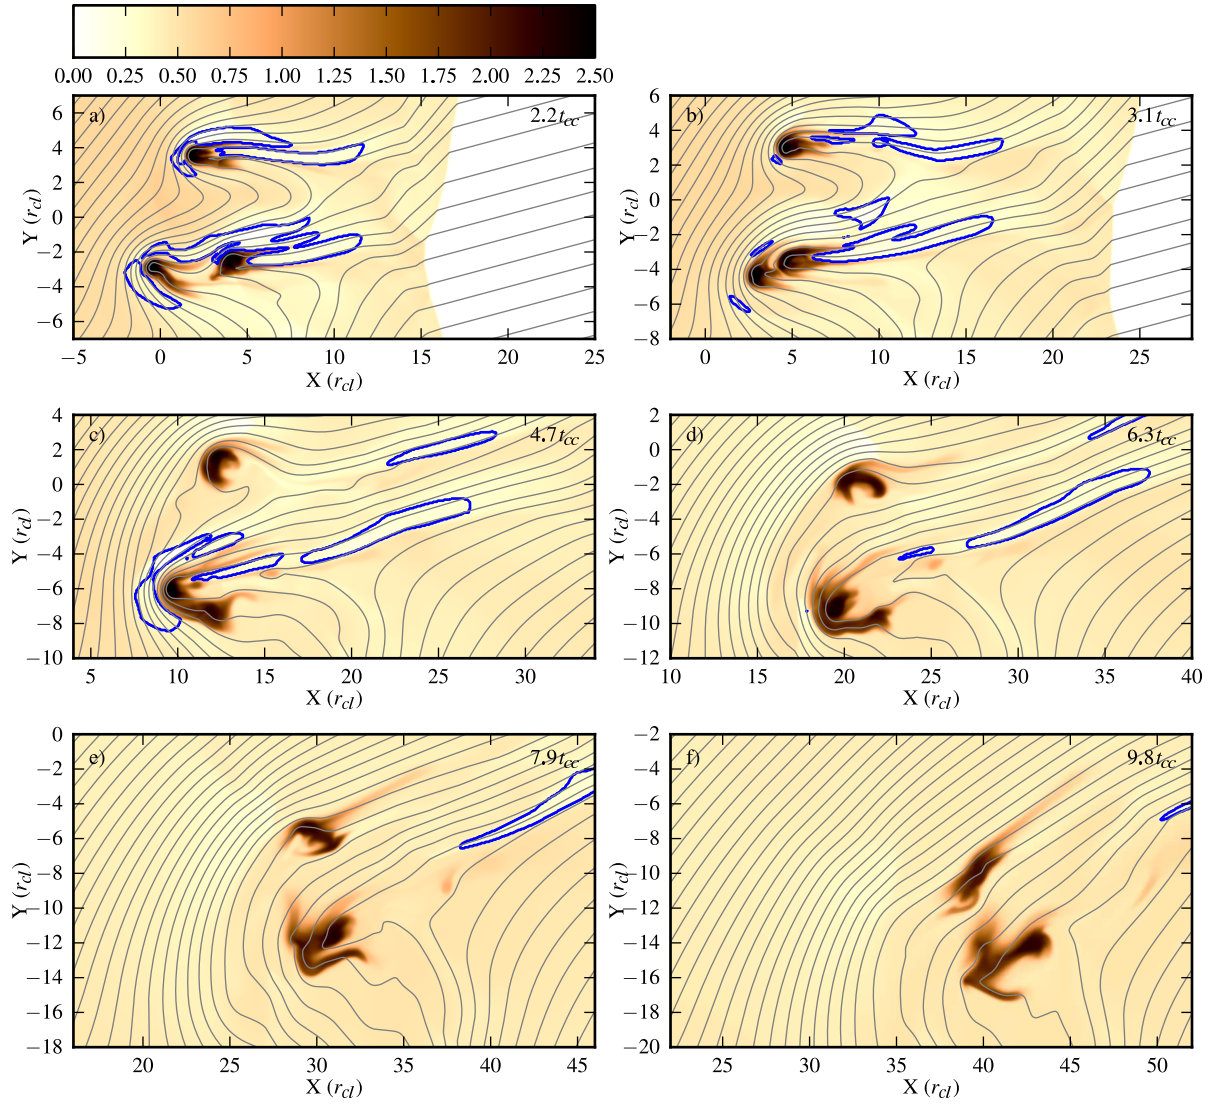 0.00 0.25 0.50 0.75 1.00 1.25 1.50 1.75 2.00 2.25 2.50
a) 2.2t_cc
6
4
2
0
−2
−4
−6
Y (r_cl)
−5 0 5 10 15 20 25
X (r_cl)
b) 3.1t_cc
6
4
2
0
−2
−4
−6
−8
Y (r_cl)
0 5 10 15 20 25
X (r_cl)
c) 4.7t_cc
4
2
0
−2
−4
−6
−8
−10
Y (r_cl)
5 10 15 20 25 30
X (r_cl)
d) 6.3t_cc
2
0
−2
−4
−6
−8
−10
−12
Y (r_cl)
10 15 20 25 30 35 40
X (r_cl)
e) 7.9t_cc
0
−2
−4
−6
−8
−10
−12
−14
−16
−18
Y (r_cl)
20 25 30 35 40 45
X (r_cl)
f) 9.8t_cc
−2
−4
−6
−8
−10
−12
−14
−16
−18
−20
Y (r_cl)
25 30 35 40 45 50
X (r_cl)